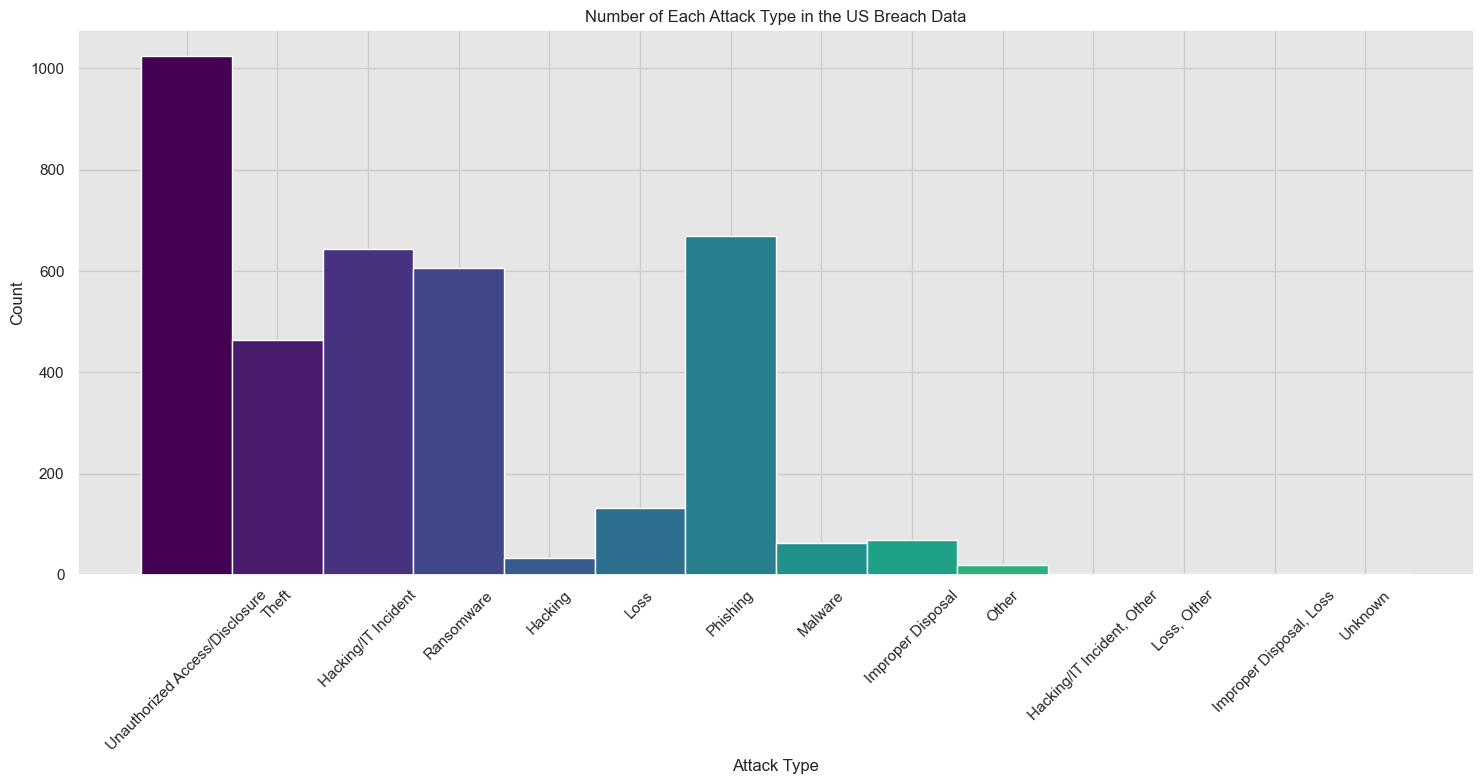 Number of Each Attack Type in the US Breach Data
1000
800
600
400
200
0
Count
Unauthorized Access/Disclosure
Theft
Hacking/IT Incident
Ransomware
Hacking
Loss
Phishing
Malware
Improper Disposal
Other
Hacking/IT Incident, Other
Loss, Other
Improper Disposal, Loss
Unknown
Attack Type